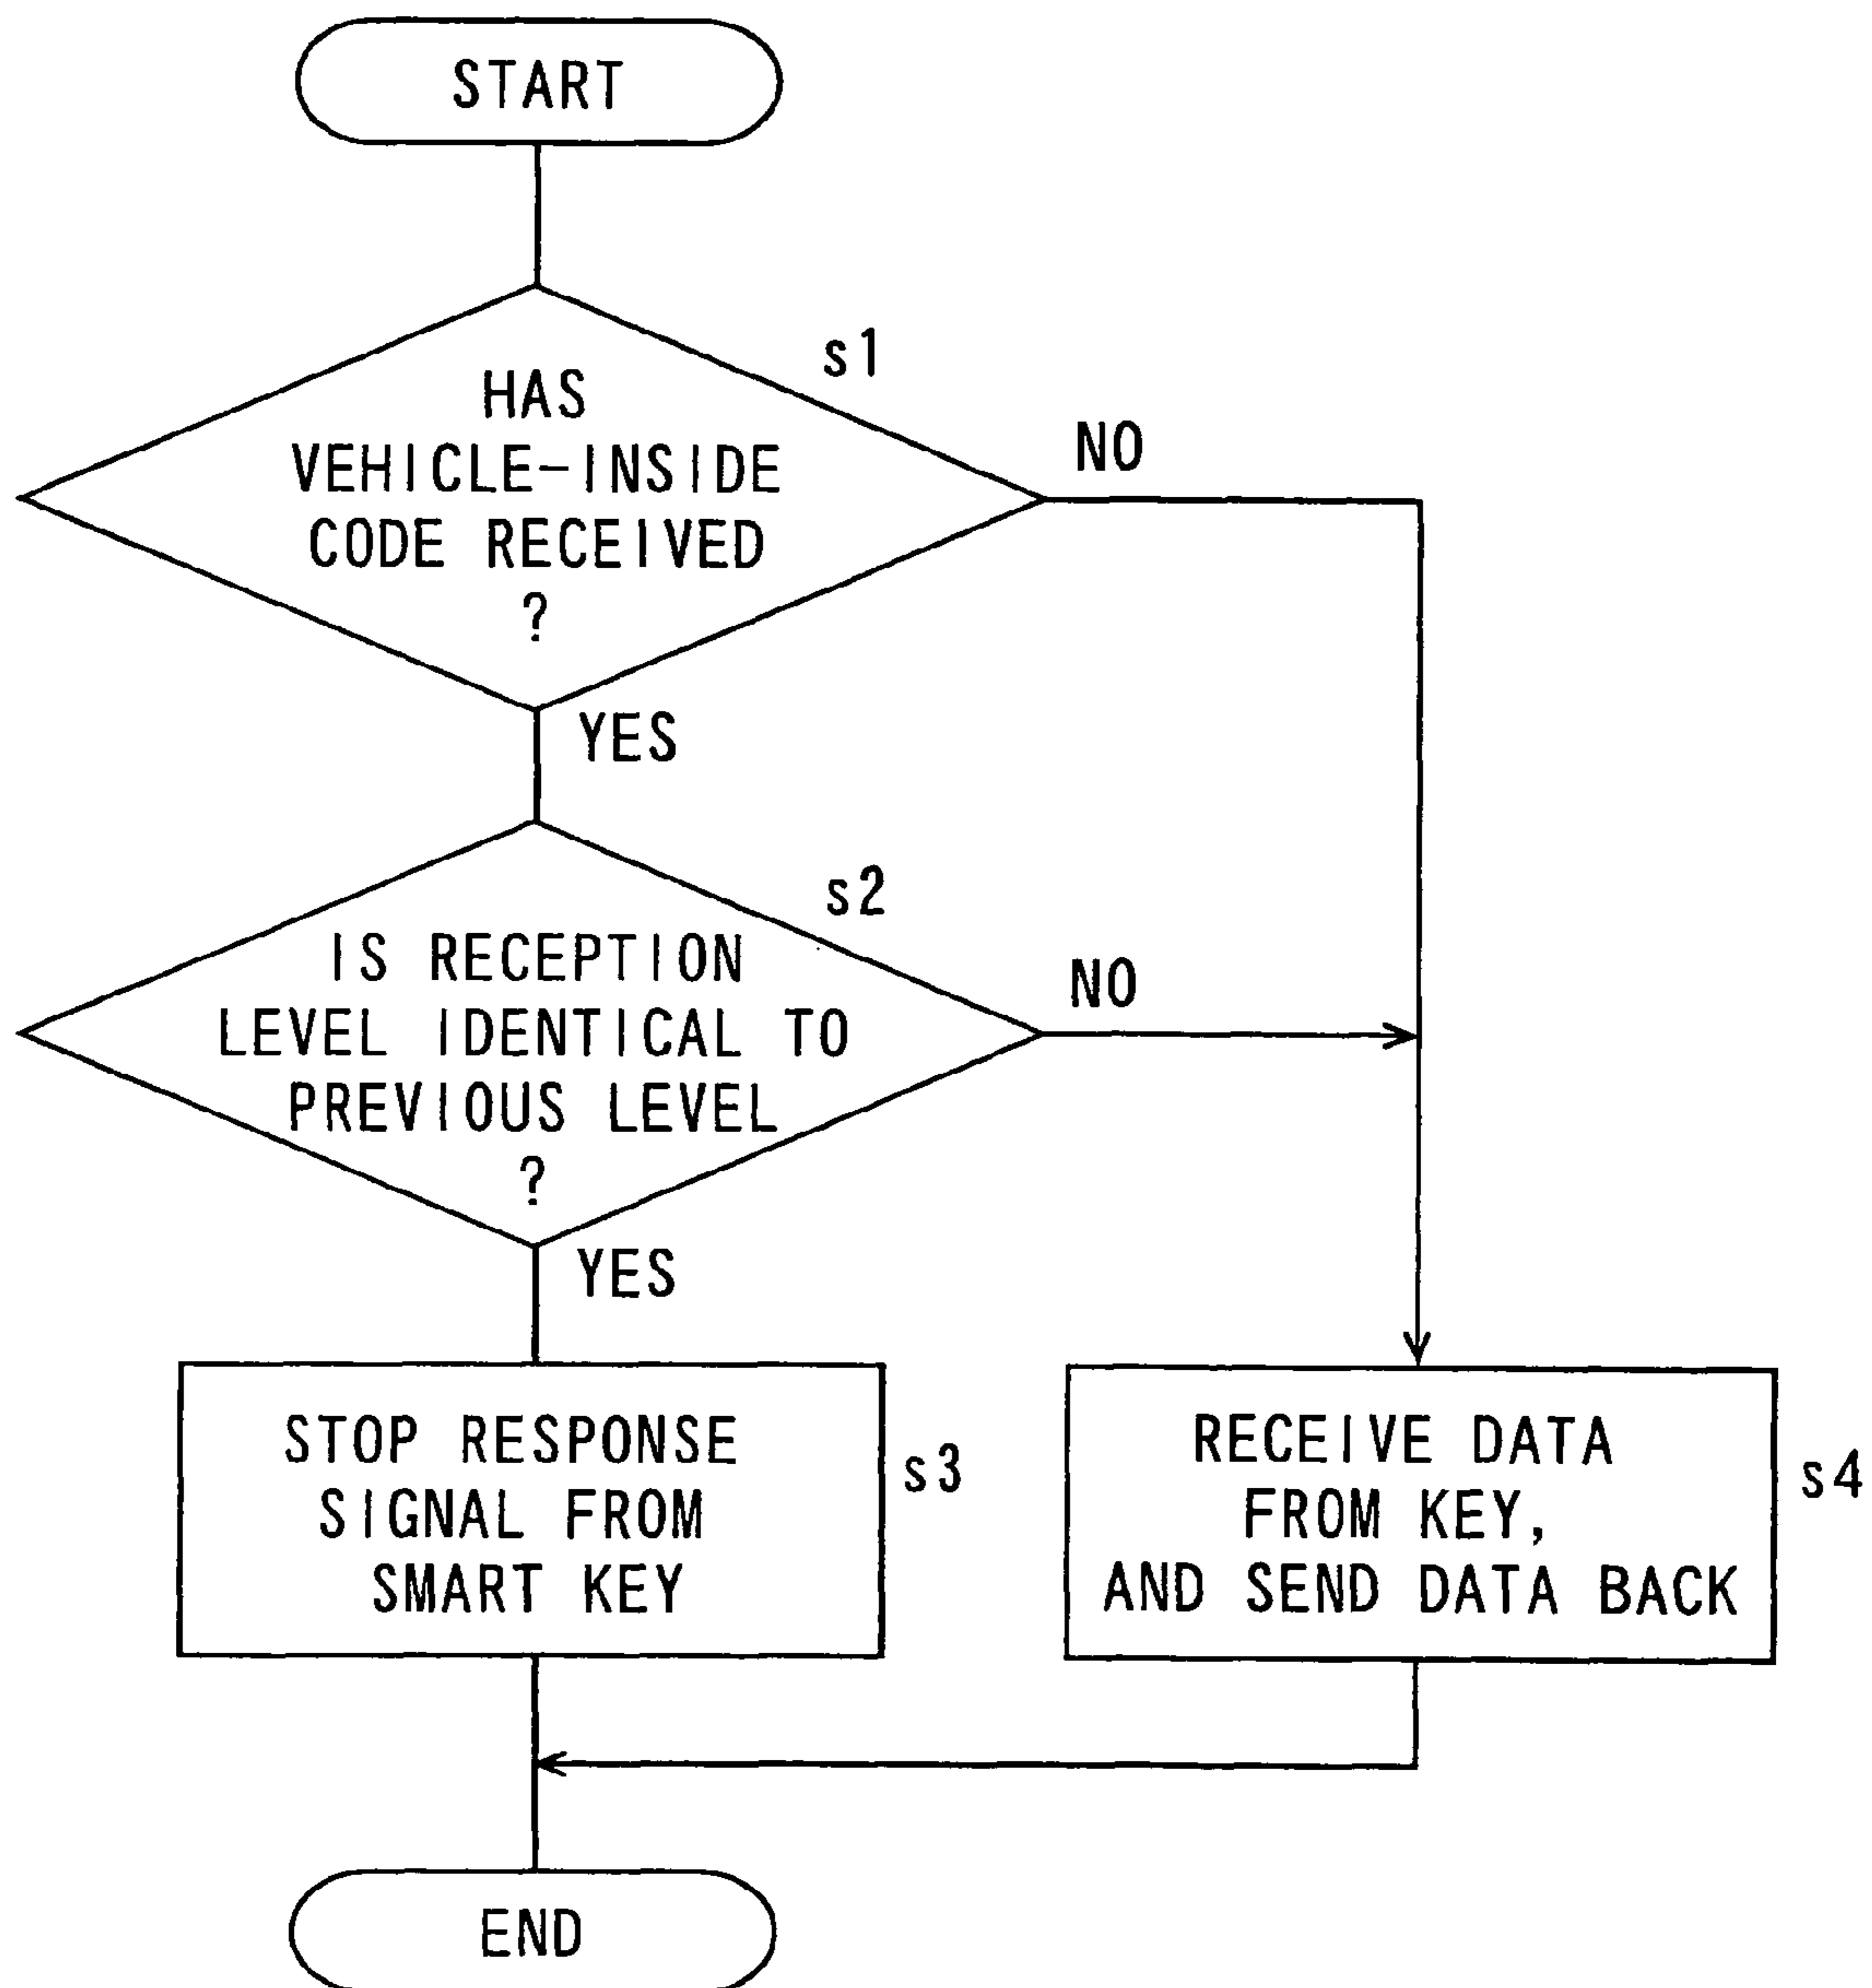 START
s1
HAS
VEHICLE-INSIDE
CODE RECEIVED
?
NO
YES
s2
IS RECEPTION
LEVEL IDENTICAL TO
PREVIOUS LEVEL
?
NO
YES
STOP RESPONSE
SIGNAL FROM
SMART KEY
s3
RECEIVE DATA
FROM KEY,
AND SEND DATA BACK
s4
END